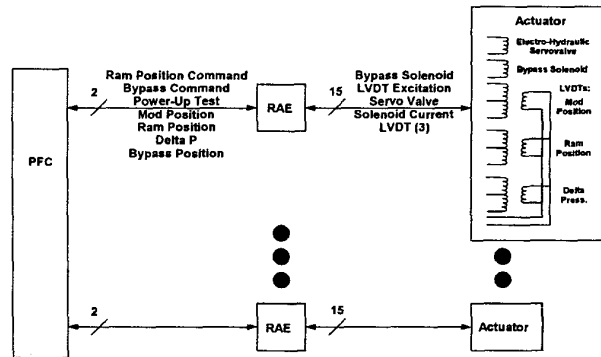 Actuator
Electro-Hydraulic
Servovalve
Bypass Solenoid
LVDTs:
Mod
Position
Ram
Position
Delta
Press.
2
Ram Position Command
Bypass Command
Power-Up Test
Mod Position
Ram Position
Delta P
Bypass Position
RAE
15
Bypass Solenoid
LVDT Excitation
Servo Valve
Solenoid Current
LVDT (3)
PFC
2
RAE
15
Actuator